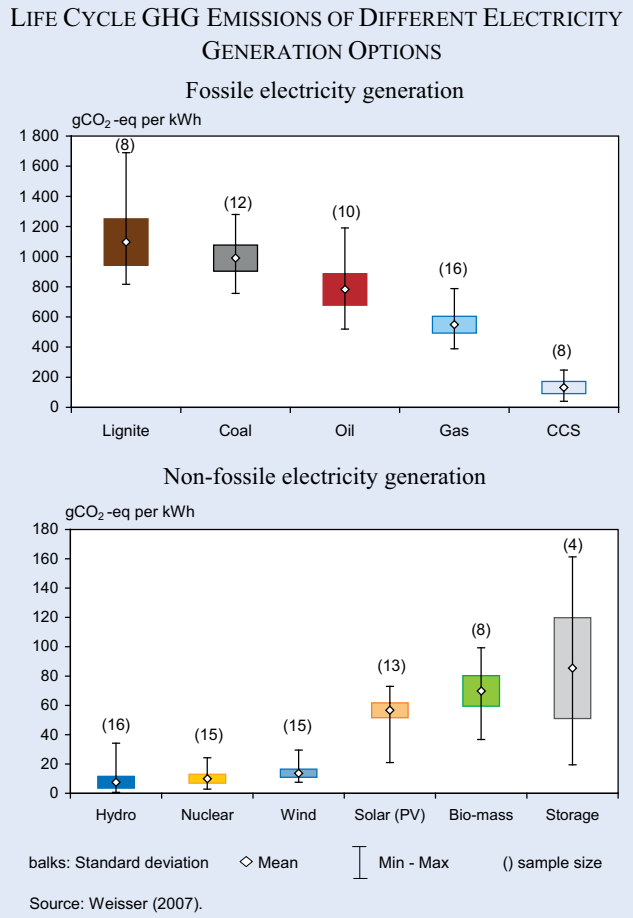 LIFE CYCLE GHG EMISSIONS OF DIFFERENT ELECTRICITY
GENERATION OPTIONS
Fossile electricity generation
gCO₂ -eq per kWh
1 800
1 600
1 400
1 200
1 000
800
600
400
200
0
(8)
(12)
(10)
(16)
(8)
Lignite
Coal
Oil
Gas
CCS
Non-fossile electricity generation
gCO₂ -eq per kWh
180
160
140
120
100
80
60
40
20
0
(16)
(15)
(15)
(13)
(8)
(4)
Hydro
Nuclear
Wind
Solar (PV)
Bio-mass
Storage
balks: Standard deviation
Mean
Min - Max
() sample size
Source: Weisser (2007).